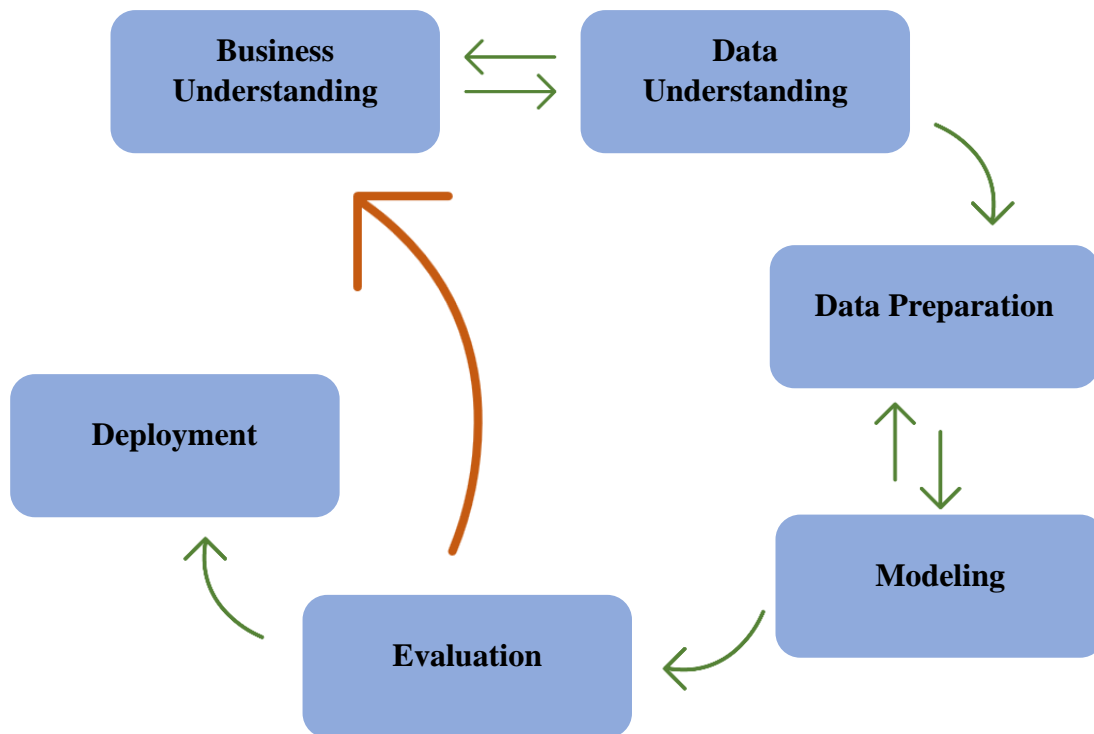 Business
Understanding
Data
Understanding
Data Preparation
Modeling
Evaluation
Deployment